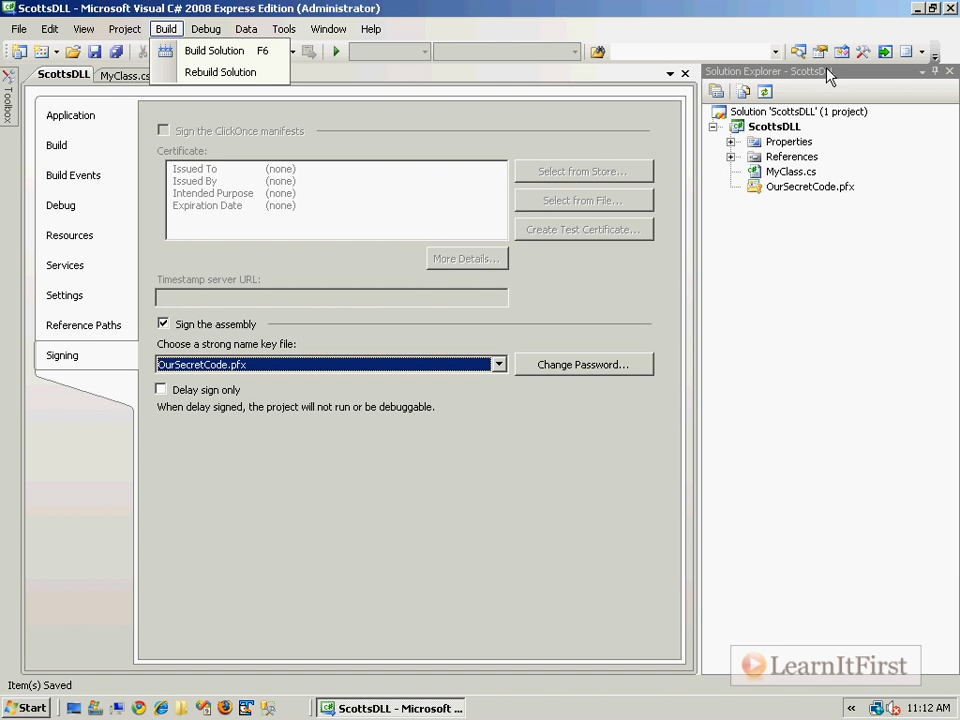 ScottsDLL - Microsoft Visual C# 2008 Express Edition (Administrator)
File Edit View Project Build Debug Data Tools Window Help
Build Solution F6
Rebuild Solution
Toolbox
ScottsDLL MyClass.cs
Solution Explorer - ScottsD
Application
Build
Build Events
Debug
Resources
Services
Settings
Reference Paths
Signing
Sign the ClickOnce manifests
Certificate:
Issued To (none)
Issued By (none)
Intended Purpose (none)
Expiration Date (none)
Select from Store...
Select from File...
Create Test Certificate...
More Details...
Timestamp server URL:
Sign the assembly
Choose a strong name key file:
OurSecretCode.pfx
Change Password...
Delay sign only
When delay signed, the project will not run or be debuggable.
Solution 'ScottsDLL' (1 project)
ScottsDLL
Properties
References
MyClass.cs
OurSecretCode.pfx
LearnItFirst
Item(s) Saved
Start
ScottsDLL - Microsoft ...
11:12 AM